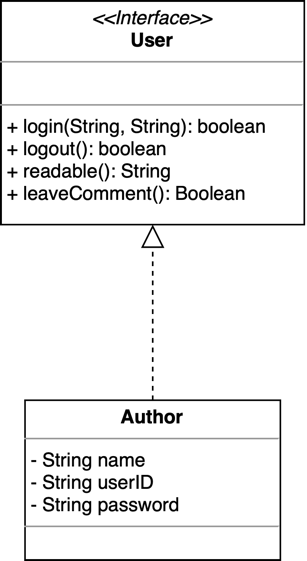 <<Interface>>
User
+ login(String, String): boolean
+ logout(): boolean
+ readable(): String
+ leaveComment(): Boolean
Author
- String name
- String userID
- String password